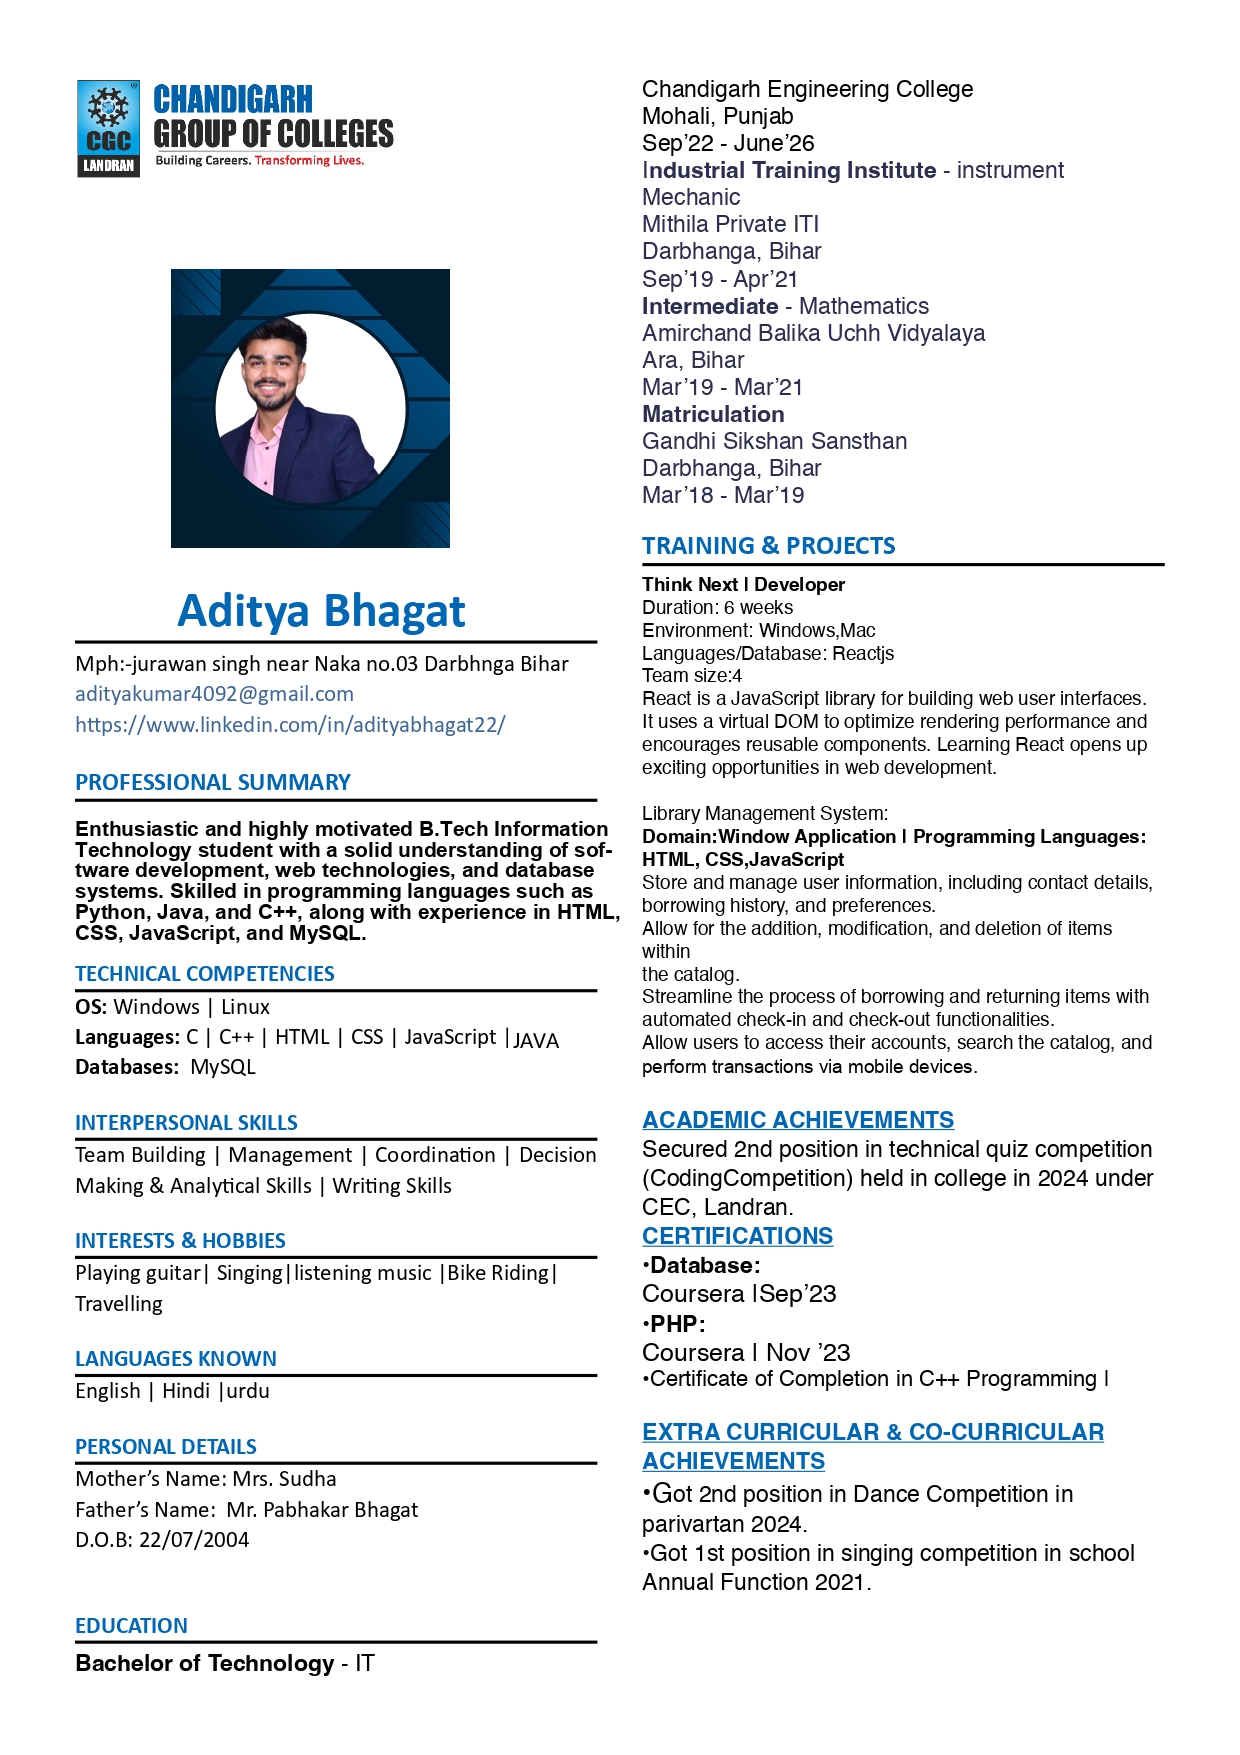 CGC
LANDRAN
®
CHANDIGARH
GROUP OF COLLEGES
Building Careers. Transforming Lives.
Aditya Bhagat
Mph:-jurawan singh near Naka no.03 Darbhnga Bihar
adityakumar4092@gmail.com
https://www.linkedin.com/in/adityabhagat22/
PROFESSIONAL SUMMARY
Enthusiastic and highly motivated B.Tech Information
Technology student with a solid understanding of sof-
tware development, web technologies, and database
systems. Skilled in programming languages such as
Python, Java, and C++, along with experience in HTML,
CSS, JavaScript, and MySQL.
TECHNICAL COMPETENCIES
OS: Windows | Linux
Languages: C | C++ | HTML | CSS | JavaScript |JAVA
Databases:  MySQL
INTERPERSONAL SKILLS
Team Building | Management | Coordination | Decision
Making & Analytical Skills | Writing Skills
INTERESTS & HOBBIES
Playing guitar| Singing|listening music |Bike Riding|
Travelling
LANGUAGES KNOWN
English | Hindi |urdu
PERSONAL DETAILS
Mother’s Name: Mrs. Sudha
Father’s Name:  Mr. Pabhakar Bhagat
D.O.B: 22/07/2004
EDUCATION
Bachelor of Technology - IT
Chandigarh Engineering College
Mohali, Punjab
Sep’22 - June’26
Industrial Training Institute - instrument
Mechanic
Mithila Private ITI
Darbhanga, Bihar
Sep’19 - Apr’21
Intermediate - Mathematics
Amirchand Balika Uchh Vidyalaya
Ara, Bihar
Mar’19 - Mar’21
Matriculation
Gandhi Sikshan Sansthan
Darbhanga, Bihar
Mar’18 - Mar’19
TRAINING & PROJECTS
Think Next | Developer
Duration: 6 weeks
Environment: Windows,Mac
Languages/Database: Reactjs
Team size:4
React is a JavaScript library for building web user interfaces.
It uses a virtual DOM to optimize rendering performance and
encourages reusable components. Learning React opens up
exciting opportunities in web development.
Library Management System:
Domain:Window Application | Programming Languages:
HTML, CSS,JavaScript
Store and manage user information, including contact details,
borrowing history, and preferences.
Allow for the addition, modification, and deletion of items
within
the catalog.
Streamline the process of borrowing and returning items with
automated check-in and check-out functionalities.
Allow users to access their accounts, search the catalog, and
perform transactions via mobile devices.
ACADEMIC ACHIEVEMENTS
Secured 2nd position in technical quiz competition
(CodingCompetition) held in college in 2024 under
CEC, Landran.
CERTIFICATIONS
•Database:
Coursera |Sep’23
•PHP:
Coursera | Nov ’23
•Certificate of Completion in C++ Programming |
EXTRA CURRICULAR & CO-CURRICULAR
ACHIEVEMENTS
•Got 2nd position in Dance Competition in
parivartan 2024.
•Got 1st position in singing competition in school
Annual Function 2021.